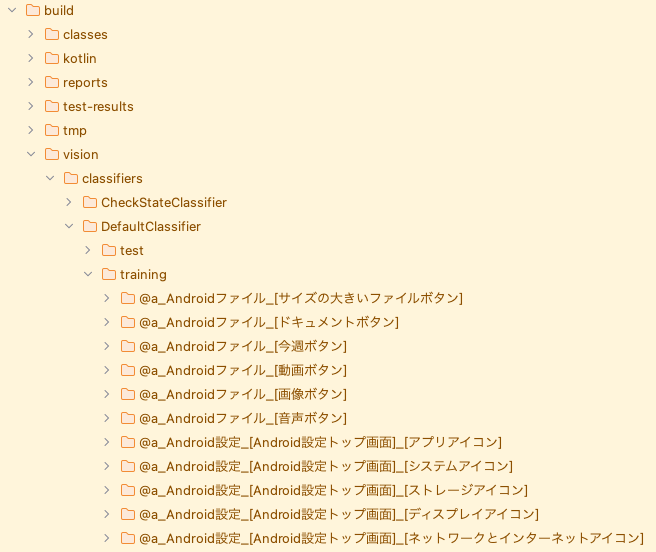 build
classes
kotlin
reports
test-results
tmp
vision
classifiers
CheckStateClassifier
DefaultClassifier
test
training
@a_Androidファイル_[サイズの大きいファイルボタン]
@a_Androidファイル_[ドキュメントボタン]
@a_Androidファイル_[今週ボタン]
@a_Androidファイル_[動画ボタン]
@a_Androidファイル_[画像ボタン]
@a_Androidファイル_[音声ボタン]
@a_Android設定_[Android設定トップ画面]_[アプリアイコン]
@a_Android設定_[Android設定トップ画面]_[システムアイコン]
@a_Android設定_[Android設定トップ画面]_[ストレージアイコン]
@a_Android設定_[Android設定トップ画面]_[ディスプレイアイコン]
@a_Android設定_[Android設定トップ画面]_[ネットワークとインターネットアイコン]